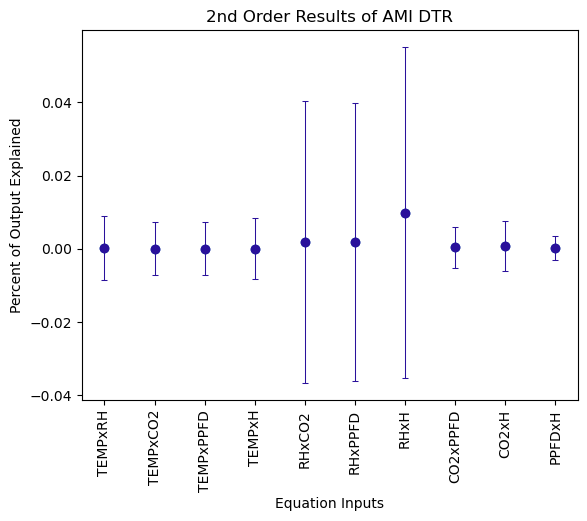 2nd Order Results of AMI DTR
Percent of Output Explained
0.04
0.02
0.00
−0.02
−0.04
TEMPxRH
TEMPxCO2
TEMPxPPFD
TEMPxH
RHxCO2
RHxPPFD
RHxH
CO2xPPFD
CO2xH
PPFDxH
Equation Inputs